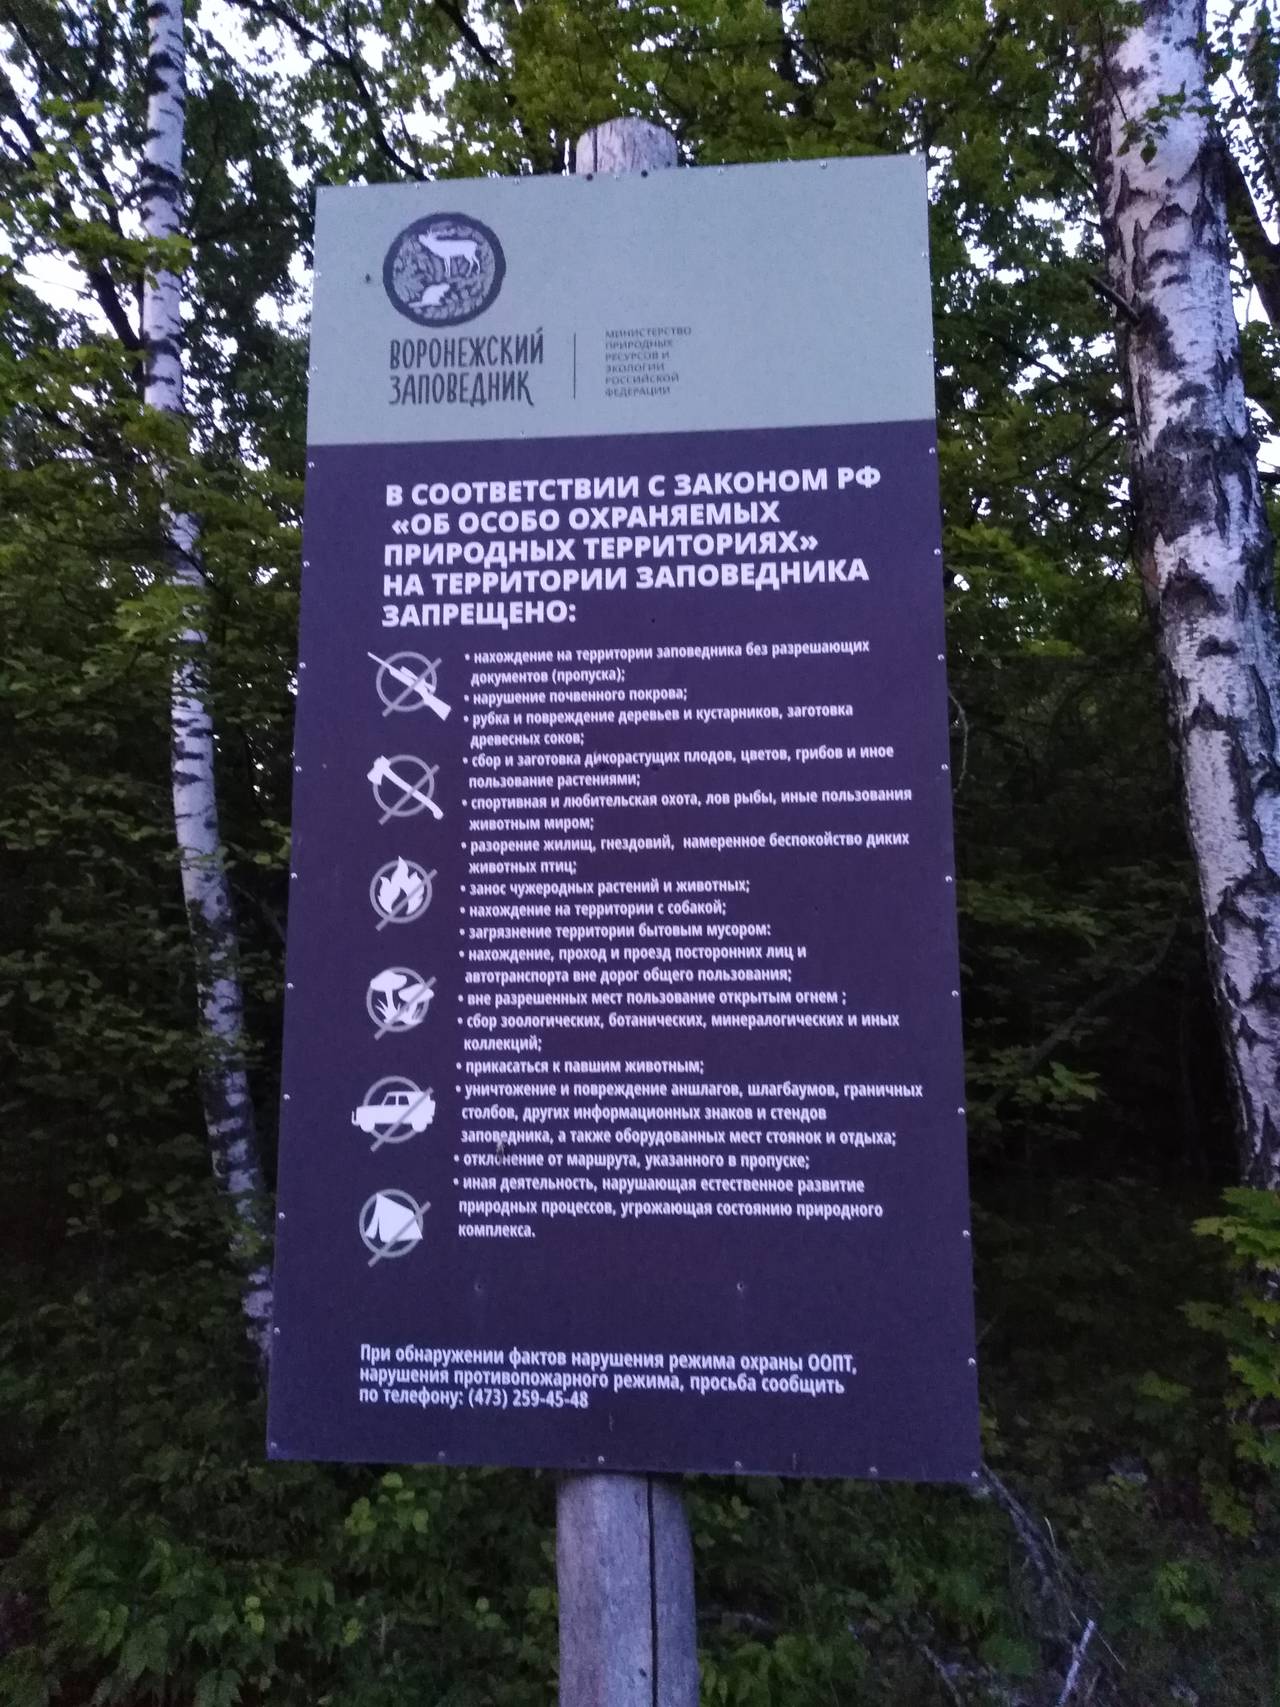 ВОРОНЕЖСКИЙ
ЗАПОВЕДНИК
МИНИСТЕРСТВО
ПРИРОДНЫХ
РЕСУРСОВ И
ЭКОЛОГИИ
РОССИЙСКОЙ
ФЕДЕРАЦИИ
В СООТВЕТСТВИИ С ЗАКОНОМ РФ
«ОБ ОСОБО ОХРАНЯЕМЫХ
ПРИРОДНЫХ ТЕРРИТОРИЯХ»
НА ТЕРРИТОРИИ ЗАПОВЕДНИКА
ЗАПРЕЩЕНО:
• нахождение на территории заповедника без разрешающих
документов (пропуска);
• нарушение почвенного покрова;
• рубка и повреждение деревьев и кустарников, заготовка
древесных соков;
• сбор и заготовка дикорастущих плодов, цветов, грибов и иное
пользование растениями;
• спортивная и любительская охота, лов рыбы, иные пользования
животным миром;
• разорение жилищ, гнездовий, намеренное беспокойство диких
животных птиц;
• занос чужеродных растений и животных;
• нахождение на территории с собакой;
• загрязнение территории бытовым мусором:
• нахождение, проход и проезд посторонних лиц и
автотранспорта вне дорог общего пользования;
• вне разрешенных мест пользование открытым огнем ;
• сбор зоологических, ботанических, минералогических и иных
коллекций;
• прикасаться к павшим животным;
• уничтожение и повреждение аншлагов, шлагбаумов, граничных
столбов, других информационных знаков и стендов
заповедника, а также оборудованных мест стоянок и отдыха;
• отклонение от маршрута, указанного в пропуске;
• иная деятельность, нарушающая естественное развитие
природных процессов, угрожающая состоянию природного
комплекса.
При обнаружении фактов нарушения режима охраны ООПТ,
нарушения противопожарного режима, просьба сообщить
по телефону: (473) 259-45-48